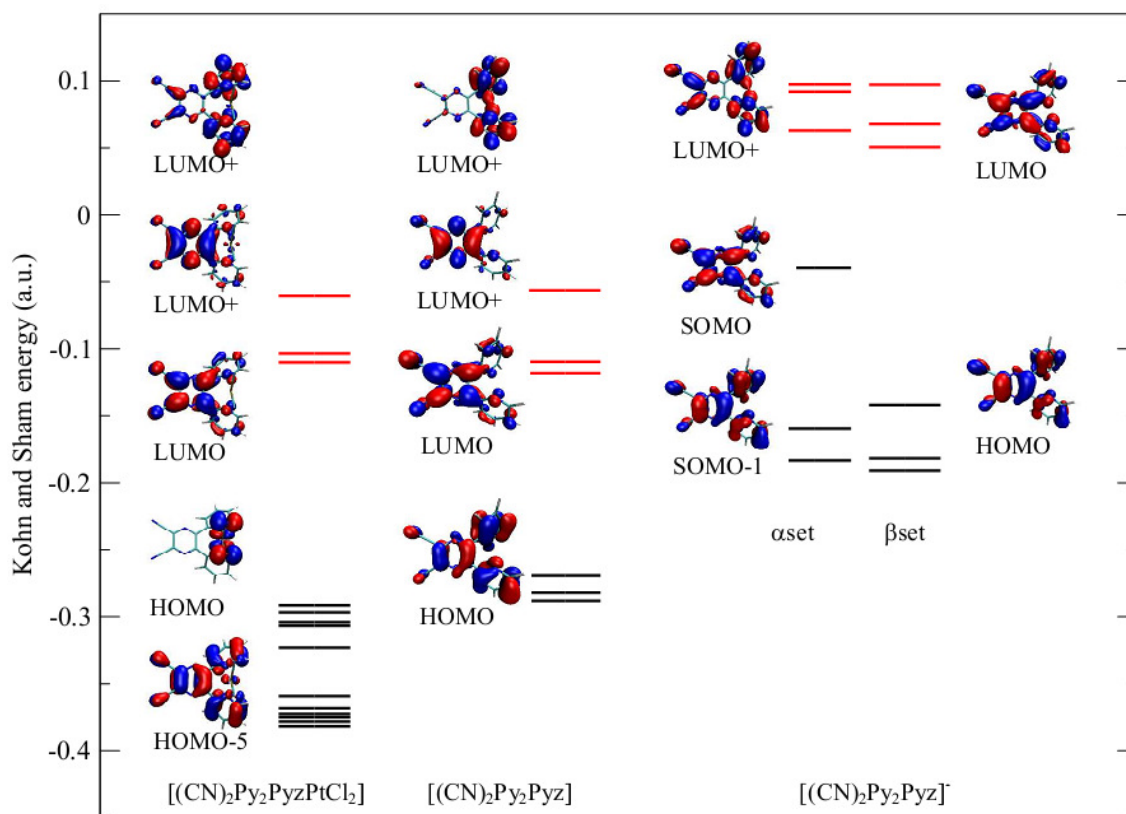 Kohn and Sham energy (a.u.)
0.1
0
-0.1
-0.2
-0.3
-0.4
LUMO+
LUMO+
LUMO
HOMO
HOMO-5
[(CN)₂Py₂PyzPtCl₂]
LUMO+
LUMO+
LUMO
HOMO
[(CN)₂Py₂Pyz]
LUMO+
SOMO
SOMO-1
LUMO
HOMO
αset
βset
[(CN)₂Py₂Pyz]⁻